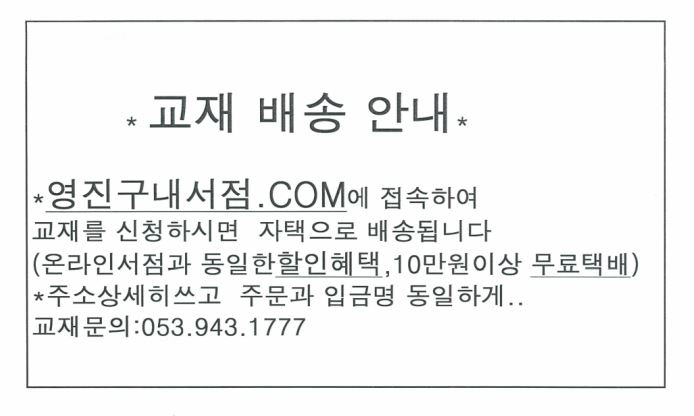 * 교재 배송 안내 *
*영진구내서점.COM에 접속하여
교재를 신청하시면 자택으로 배송됩니다
(온라인서점과 동일한할인혜택,10만원이상 무료택배)
*주소상세히쓰고 주문과 입금명 동일하게..
교재문의:053.943.1777